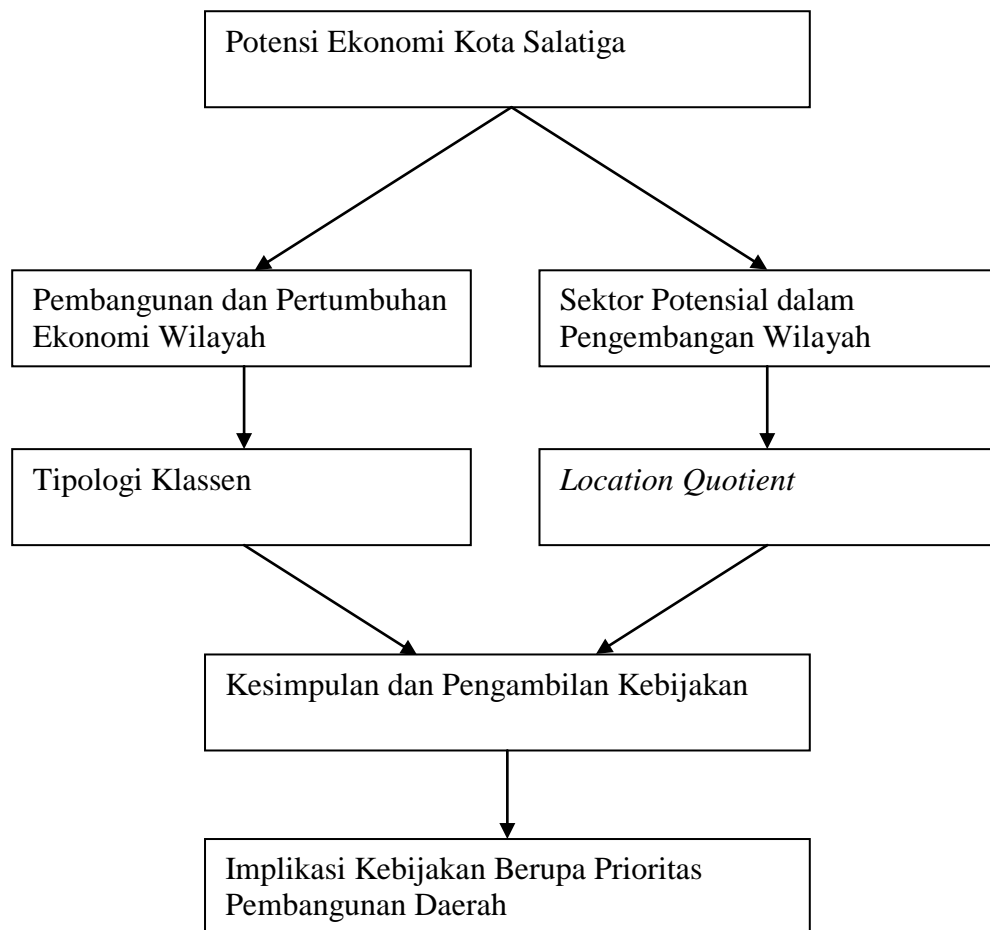 Potensi Ekonomi Kota Salatiga
Pembangunan dan Pertumbuhan
Ekonomi Wilayah
Sektor Potensial dalam
Pengembangan Wilayah
Tipologi Klassen
Location Quotient
Kesimpulan dan Pengambilan Kebijakan
Implikasi Kebijakan Berupa Prioritas
Pembangunan Daerah